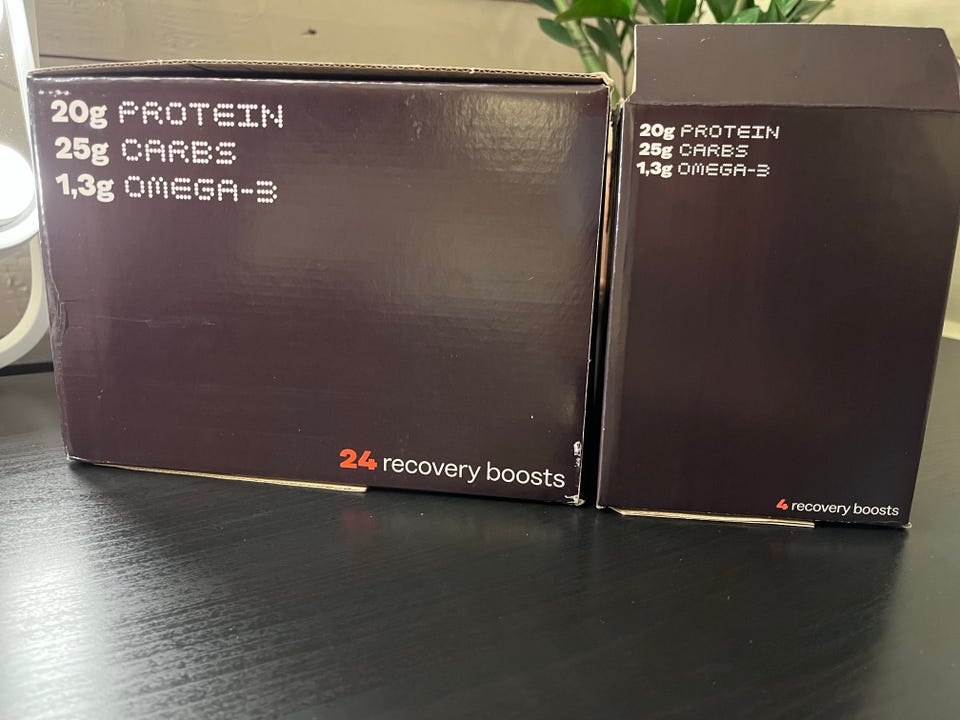 20g PROTEIN
25g CARBS
1,3g OMEGA-3
24 recovery boosts
20g PROTEIN
25g CARBS
1,3g OMEGA-3
4 recovery boosts